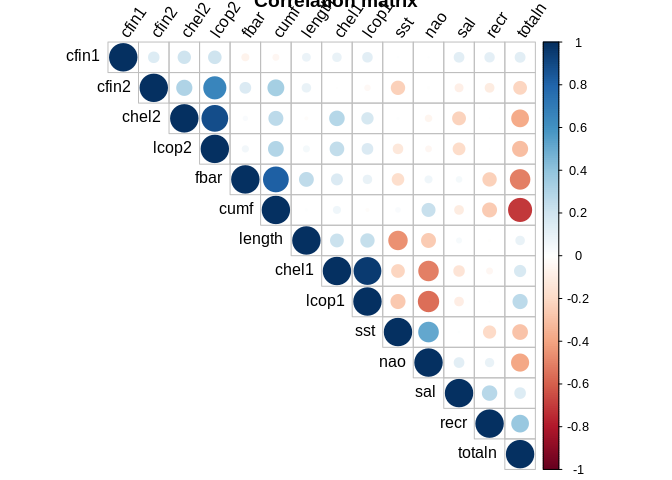 Correlation matrix
cfin1
cfin2
chel2
lcop2
fbar
cumf
length
chel1
lcop1
sst
nao
sal
recr
totaln
cfin1
cfin2
chel2
lcop2
fbar
cumf
length
chel1
lcop1
sst
nao
sal
recr
totaln
1
0.8
0.6
0.4
0.2
0
-0.2
-0.4
-0.6
-0.8
-1